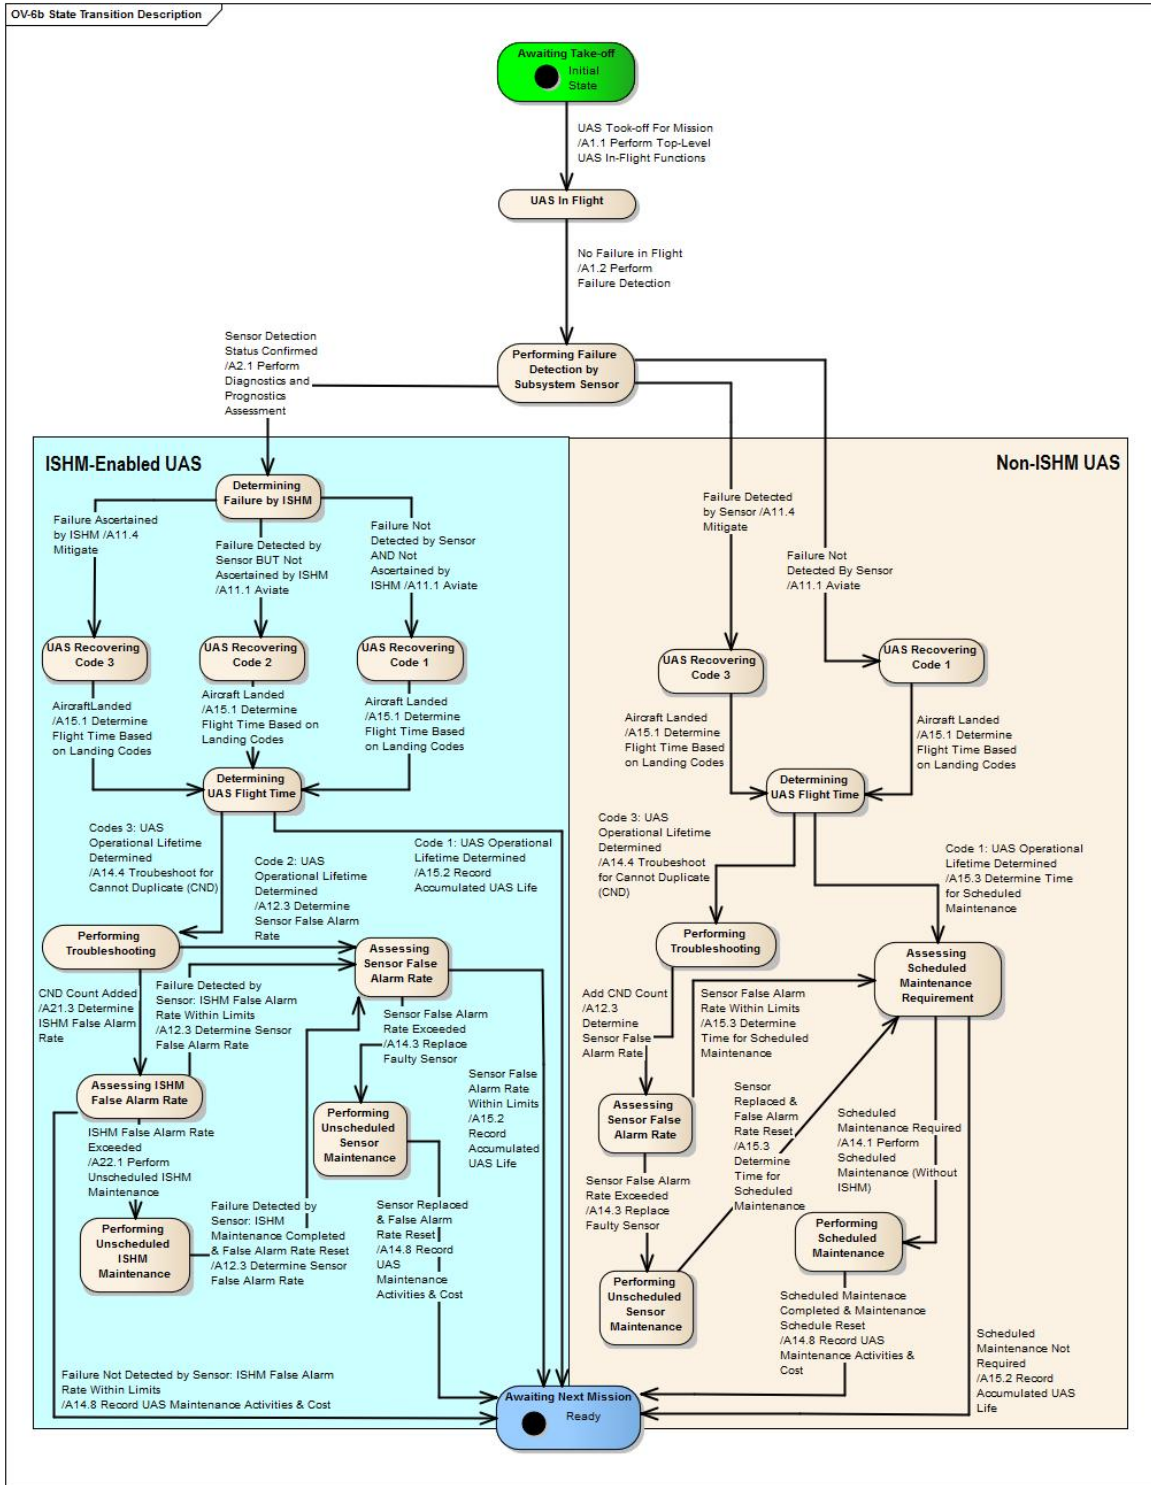 OV-6b State Transition Description
Awaiting Take-off
Initial
State
UAS Took-off For Mission
/A1.1 Perform Top-Level
UAS In-Flight Functions
UAS In Flight
No Failure in Flight
/A1.2 Perform
Failure Detection
Sensor Detection
Status Confirmed
/A2.1 Perform
Diagnostics and
Prognostics
Assessment
Performing Failure
Detection by
Subsystem Sensor
ISHM-Enabled UAS
Determining
Failure by ISHM
Failure Ascertained
by ISHM /A11.4
Mitigate
Failure Detected by
Sensor BUT Not
Ascertained by ISHM
/A11.1 Aviate
Failure Not
Detected by Sensor
AND Not
Ascertained by
ISHM /A11.1 Aviate
UAS Recovering
Code 3
UAS Recovering
Code 2
UAS Recovering
Code 1
AircraftLanded
/A15.1 Determine
Flight Time Based
on Landing Codes
Aircraft Landed
/A15.1 Determine
Flight Time Based on
Landing Codes
Aircraft Landed
/A15.1 Determine
Flight Time Based
on Landing Codes
Determining
UAS Flight Time
Codes 3: UAS
Operational Lifetime
Determined
/A14.4 Troubeshoot for
Cannot Duplicate (CND)
Code 2: UAS
Operational Lifetime
Determined
/A12.3 Determine
Sensor False Alarm
Rate
Code 1: UAS Operational
Lifetime Determined
/A15.2 Record
Accumulated UAS Life
Performing
Troubleshooting
Assessing
Sensor False
Alarm Rate
CND Count Added
/A21.3 Determine
ISHM False Alarm
Rate
Failure Detected by
Sensor: ISHM False Alarm
Rate Within Limits
/A12.3 Determine Sensor
False Alarm Rate
Sensor False Alarm
Rate Exceeded
/A14.3 Replace
Faulty Sensor
Sensor False
Alarm Rate
Within Limits
/A15.2
Record
Accumulated
UAS Life
Assessing ISHM
False Alarm Rate
Performing
Unscheduled
Sensor
Maintenance
ISHM False Alarm Rate
Exceeded
/A22.1 Perform
Unscheduled ISHM
Maintenance
Performing
Unscheduled
ISHM
Maintenance
Failure Detected by
Sensor: ISHM
Maintenance Completed
& False Alarm Rate Reset
/A12.3 Determine Sensor
False Alarm Rate
Sensor Replaced
& False Alarm
Rate Reset
/A14.8 Record
UAS
Maintenance
Activities & Cost
Failure Not Detected by Sensor: ISHM False Alarm
Rate Within Limits
/A14.8 Record UAS Maintenance Activities & Cost
Non-ISHM UAS
Failure Detected
by Sensor /A11.4
Mitigate
Failure Not
Detected By Sensor
/A11.1 Aviate
UAS Recovering
Code 3
UAS Recovering
Code 1
Aircraft Landed
/A15.1 Determine
Flight Time Based
on Landing Codes
Aircraft Landed
/A15.1 Determine
Flight Time Based
on Landing Codes
Determining
UAS Flight Time
Code 3: UAS
Operational Lifetime
Determined
/A14.4 Troubeshoot for
Cannot Duplicate
(CND)
Code 1: UAS Operational
Lifetime Determined
/A15.3 Determine Time
for Scheduled
Maintenance
Performing
Troubleshooting
Assessing
Scheduled
Maintenance
Requirement
Add CND Count
/A12.3
Determine
Sensor False
Alarm Rate
Sensor False Alarm
Rate Within Limits
/A15.3 Determine
Time for Scheduled
Maintenance
Assessing
Sensor False
Alarm Rate
Sensor
Replaced &
False Alarm
Rate Reset
/A15.3
Determine
Time for
Scheduled
Maintenance
Scheduled
Maintenance Required
/A14.1 Perform
Scheduled
Maintenance (Without
ISHM)
Sensor False Alarm
Rate Exceeded
/A14.3 Replace
Faulty Sensor
Performing
Scheduled
Maintenance
Performing
Unscheduled
Sensor
Maintenance
Scheduled Maintenace
Completed & Maintenance
Schedule Reset
/A14.8 Record UAS
Maintenance Activities &
Cost
Scheduled
Maintenance Not
Required
/A15.2 Record
Accumulated UAS
Life
Awaiting Next Mission
Ready